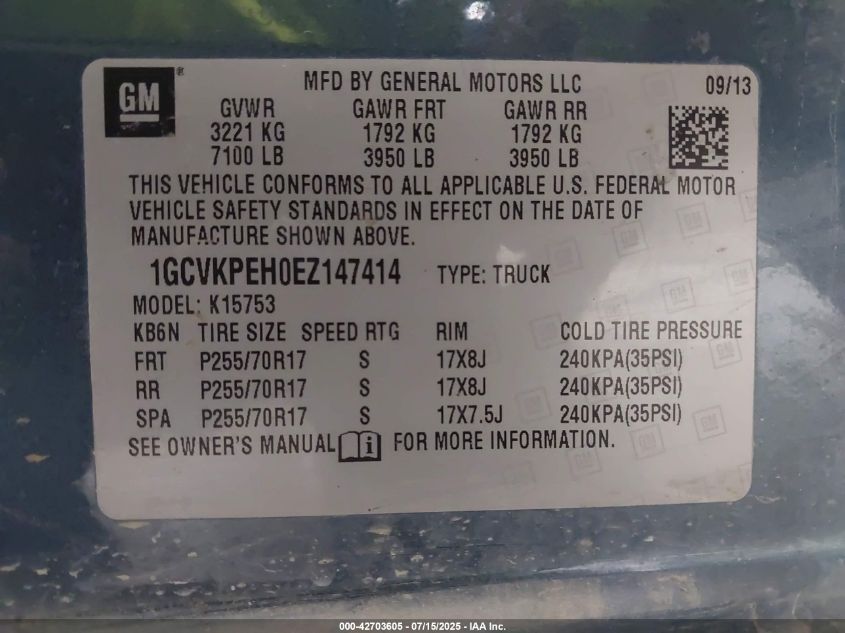 GM ®
MFD BY GENERAL MOTORS LLC 09/13
GVWR GAWR FRT GAWR RR
3221 KG 1792 KG 1792 KG
7100 LB 3950 LB 3950 LB
THIS VEHICLE CONFORMS TO ALL APPLICABLE U.S. FEDERAL MOTOR
VEHICLE SAFETY STANDARDS IN EFFECT ON THE DATE OF
MANUFACTURE SHOWN ABOVE.
1GCVKPEH0EZ147414 TYPE: TRUCK
MODEL: K15753
KB6N TIRE SIZE SPEED RTG RIM COLD TIRE PRESSURE
FRT P255/70R17 S 17X8J 240KPA(35PSI)
RR P255/70R17 S 17X8J 240KPA(35PSI)
SPA P255/70R17 S 17X7.5J 240KPA(35PSI)
SEE OWNER'S MANUAL i FOR MORE INFORMATION.
000-42703605 - 07/15/2025 - IAA Inc.